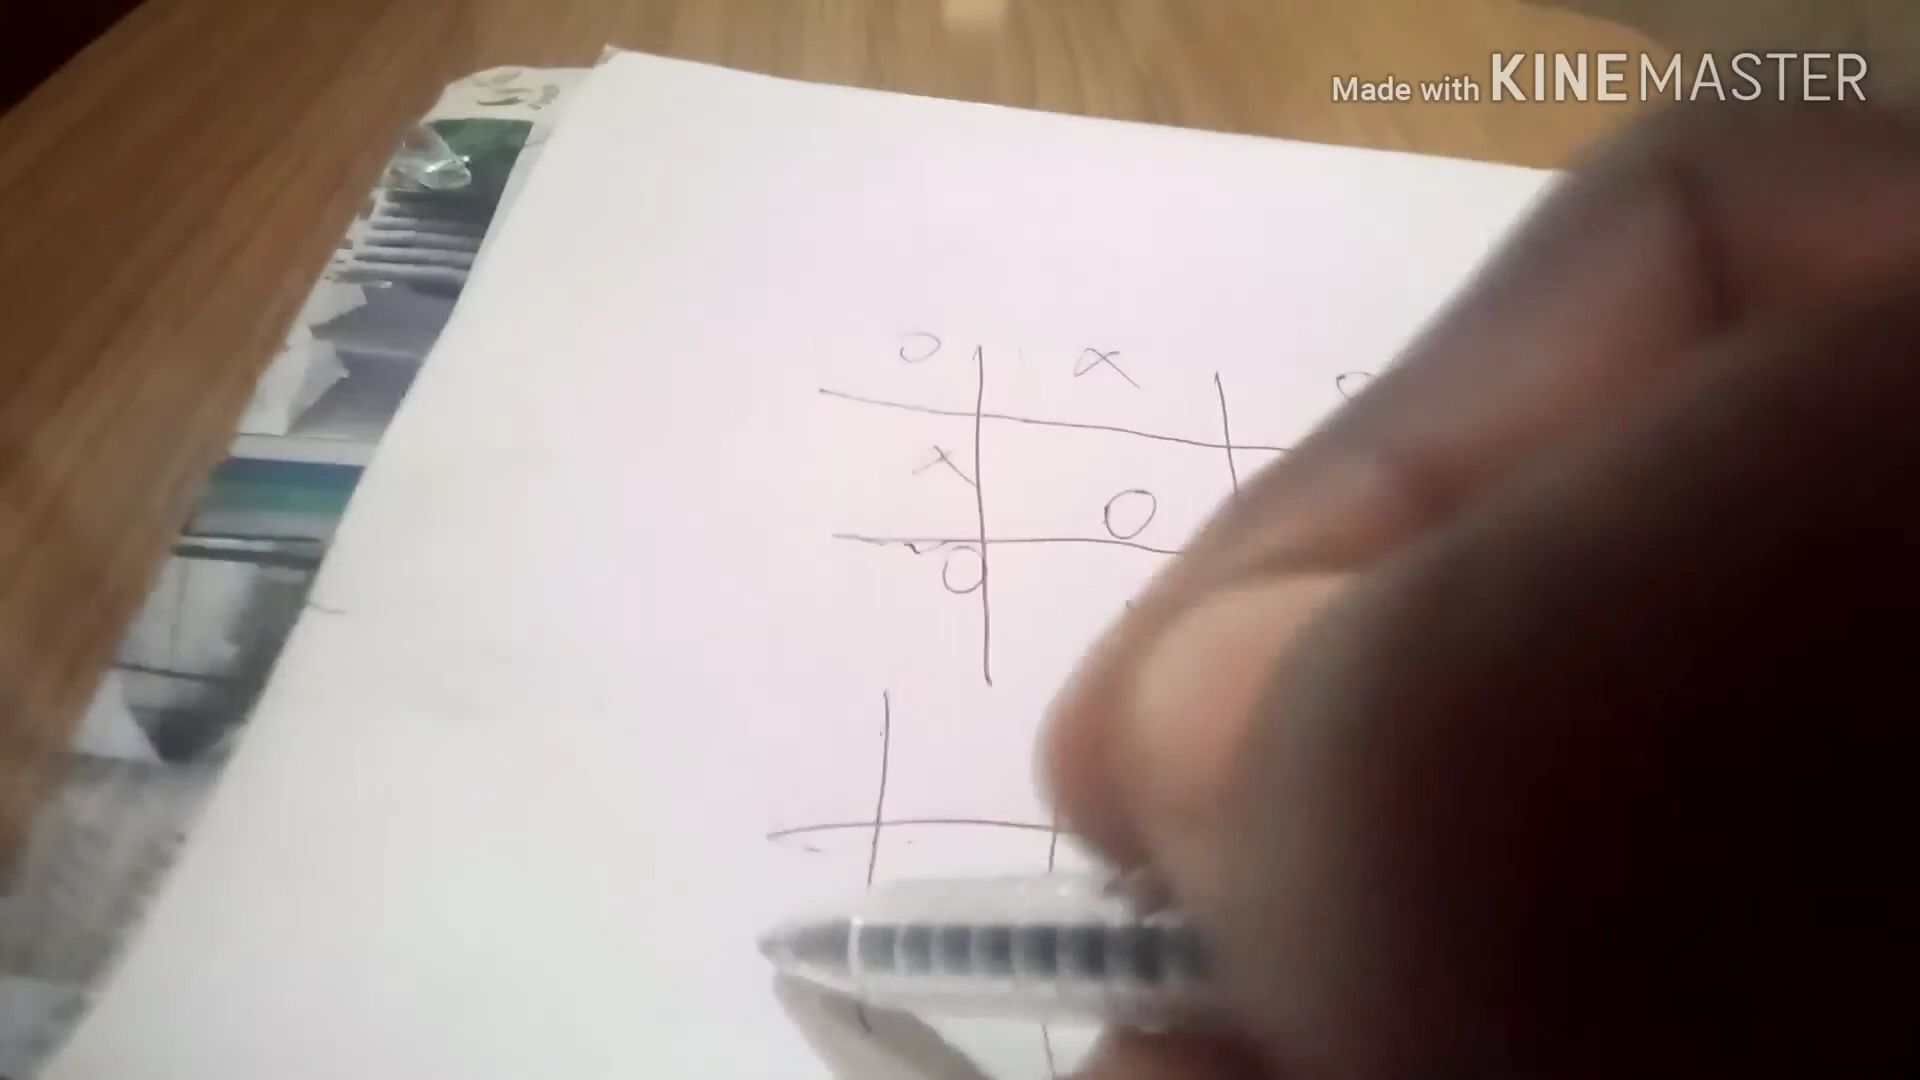 Made with KINEMASTER
O X O
X O
O